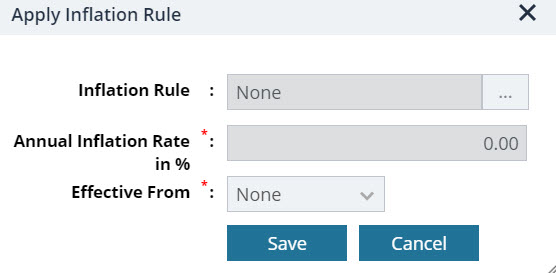 Apply Inflation Rule
Inflation Rule : None ...
Annual Inflation Rate *: 0.00
in %
Effective From *: None
Save Cancel